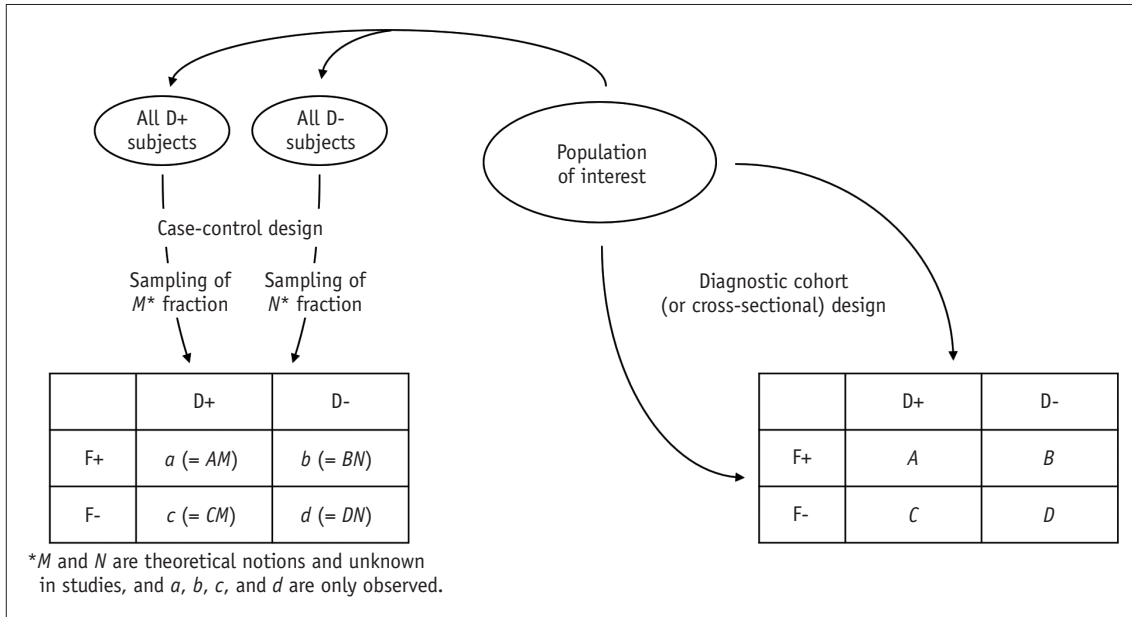 All D+
subjects
All D-
subjects
Population
of interest
Case-control design
Sampling of
M* fraction
Sampling of
N* fraction
Diagnostic cohort
(or cross-sectional) design
D+ D-
F+ a (= AM) b (= BN)
F- c (= CM) d (= DN)
D+ D-
F+ A B
F- C D
*M and N are theoretical notions and unknown
in studies, and a, b, c, and d are only observed.